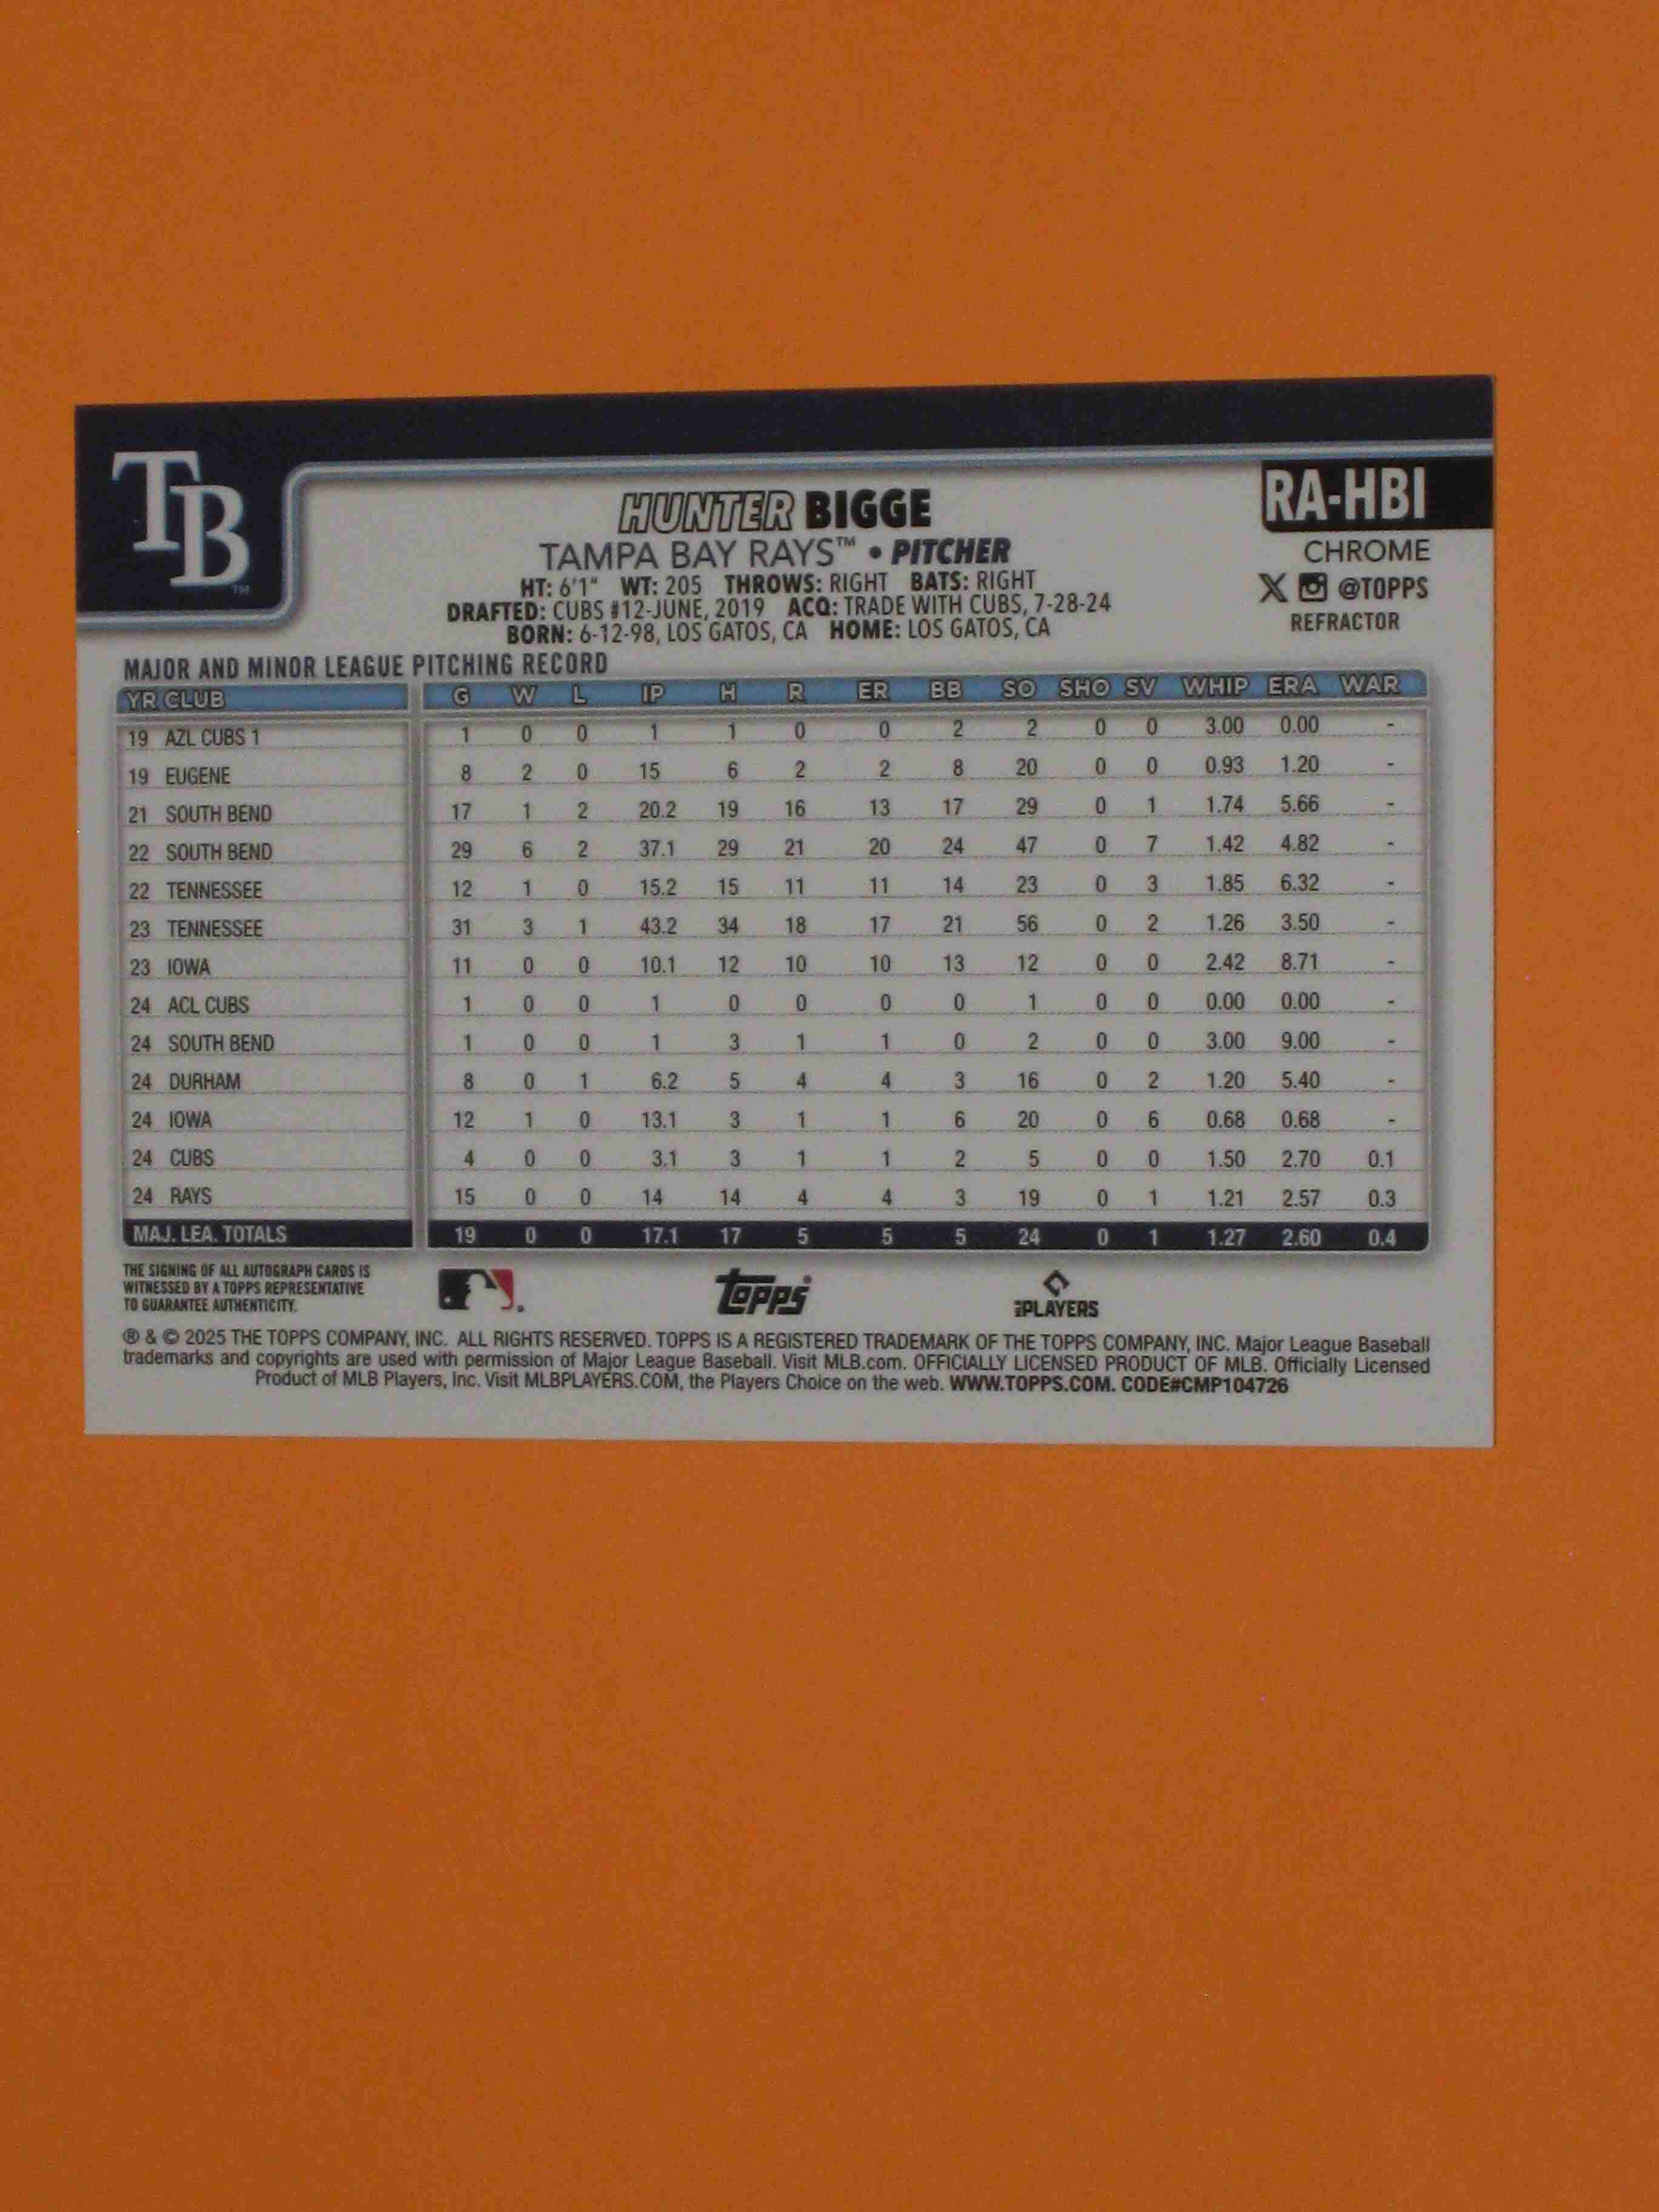 TB™
HUNTER BIGGE
RA-HBI
TAMPA BAY RAYS™ • PITCHER
CHROME
HT: 6'1" WT: 205 THROWS: RIGHT BATS: RIGHT
X @TOPPS
DRAFTED: CUBS #12-JUNE, 2019 ACQ: TRADE WITH CUBS, 7-28-24
REFRACTOR
BORN: 6-12-98, LOS GATOS, CA HOME: LOS GATOS, CA
MAJOR AND MINOR LEAGUE PITCHING RECORD
YR CLUB G W L IP H R ER BB SO SHO SV WHIP ERA WAR
19 AZL CUBS 1 1 0 0 1 1 0 0 2 2 0 0 3.00 0.00 -
19 EUGENE 8 2 0 15 6 2 2 8 20 0 0 0.93 1.20 -
21 SOUTH BEND 17 1 2 20.2 19 16 13 17 29 0 1 1.74 5.66 -
22 SOUTH BEND 29 6 2 37.1 29 21 20 24 47 0 7 1.42 4.82 -
22 TENNESSEE 12 1 0 15.2 15 11 11 14 23 0 3 1.85 6.32 -
23 TENNESSEE 31 3 1 43.2 34 18 17 21 56 0 2 1.26 3.50 -
23 IOWA 11 0 0 10.1 12 10 10 13 12 0 0 2.42 8.71 -
24 ACL CUBS 1 0 0 1 0 0 0 0 1 0 0 0.00 0.00 -
24 SOUTH BEND 1 0 0 1 3 1 1 0 2 0 0 3.00 9.00 -
24 DURHAM 8 0 1 6.2 5 4 4 3 16 0 2 1.20 5.40 -
24 IOWA 12 1 0 13.1 3 1 1 6 20 0 6 0.68 0.68 -
24 CUBS 4 0 0 3.1 3 1 1 2 5 0 0 1.50 2.70 0.1
24 RAYS 15 0 0 14 14 4 4 3 19 0 1 1.21 2.57 0.3
MAJ. LEA. TOTALS 19 0 0 17.1 17 5 5 5 24 0 1 1.27 2.60 0.4
THE SIGNING OF ALL AUTOGRAPH CARDS IS
WITNESSED BY A TOPPS REPRESENTATIVE
TO GUARANTEE AUTHENTICITY.
Topps®
PLAYERS
® & © 2025 THE TOPPS COMPANY, INC. ALL RIGHTS RESERVED. TOPPS IS A REGISTERED TRADEMARK OF THE TOPPS COMPANY, INC. Major League Baseball
trademarks and copyrights are used with permission of Major League Baseball. Visit MLB.com. OFFICIALLY LICENSED PRODUCT OF MLB. Officially Licensed
Product of MLB Players, Inc. Visit MLBPLAYERS.COM, the Players Choice on the web. WWW.TOPPS.COM. CODE#CMP104726